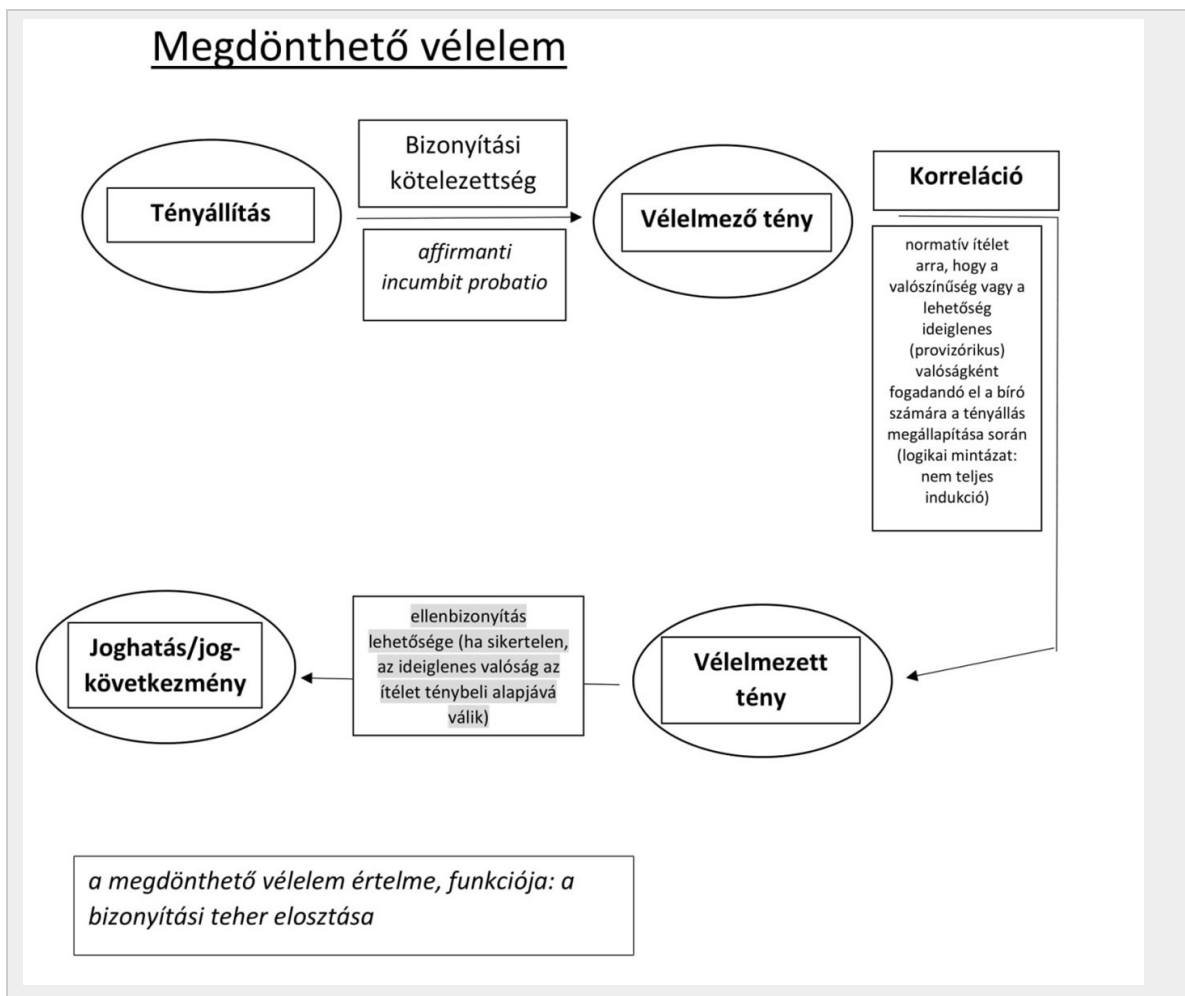 Megdönthető vélelem
Tényállítás
Bizonyítási
kötelezettség
affirmanti
incumbit probatio
Vélelmező tény
Korreláció
normatív ítélet
arra, hogy a
valószínűség vagy a
lehetőség
ideiglenes
(provizórikus)
valóságként
fogadandó el a bíró
számára a tényállás
megállapítása során
(logikai mintázat:
nem teljes
indukció)
Vélelmezett
tény
ellenbizonyítás
lehetősége (ha sikertelen,
az ideiglenes valóság az
ítélet ténybeli alapjává
válik)
Joghatás/jog-
következmény
a megdönthető vélelem értelme, funkciója: a
bizonyítási teher elosztása